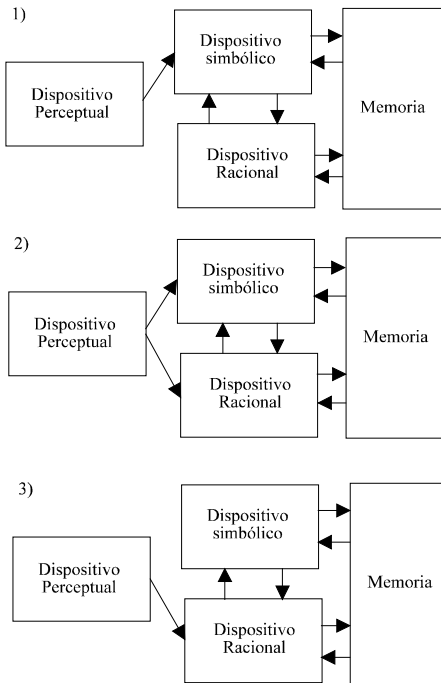 1)
Dispositivo
simbólico
Dispositivo
Perceptual
Memoria
Dispositivo
Racional
2)
Dispositivo
simbólico
Dispositivo
Perceptual
Memoria
Dispositivo
Racional
3)
Dispositivo
simbólico
Dispositivo
Perceptual
Memoria
Dispositivo
Racional